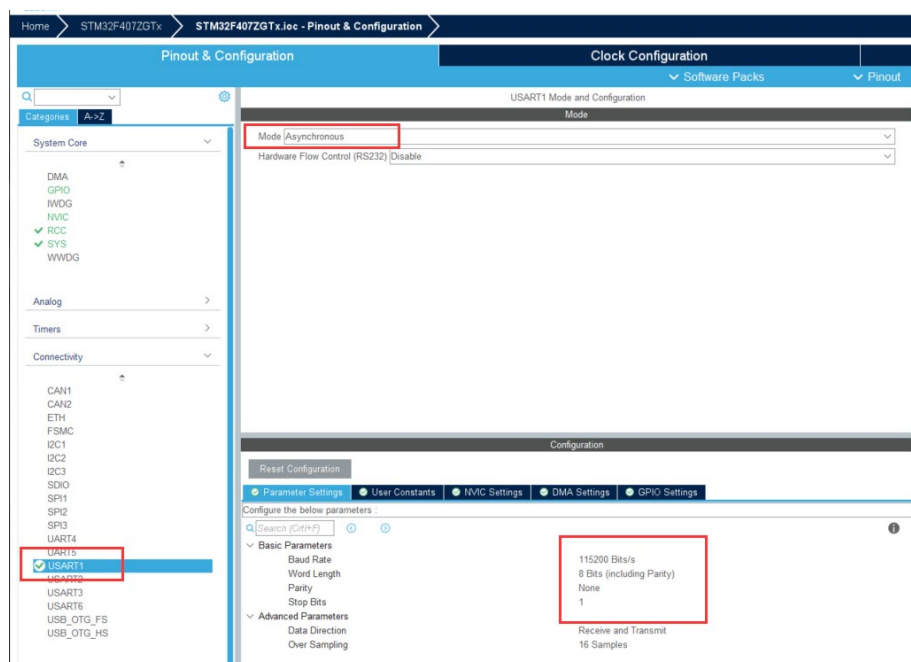 Home STM32F407ZGTx STM32F407ZGTx.ioc - Pinout & Configuration
Pinout & Configuration Clock Configuration
Software Packs Pinout
USART1 Mode and Configuration
Categories A->Z
Mode
System Core
Mode Asynchronous
Hardware Flow Control (RS232) Disable
DMA
GPIO
IWDG
NVIC
RCC
SYS
WWDG
Analog
Timers
Connectivity
CAN1
CAN2
ETH
FSMC
I2C1
I2C2
I2C3
SDIO
SPI1
SPI2
SPI3
UART4
UART5
USART1
USART2
USART3
USART6
USB_OTG_FS
USB_OTG_HS
Configuration
Reset Configuration
Parameter Settings User Constants NVIC Settings DMA Settings GPIO Settings
Configure the below parameters :
Search (Ctrl+F)
Basic Parameters
Baud Rate 115200 Bits/s
Word Length 8 Bits (including Parity)
Parity None
Stop Bits 1
Advanced Parameters
Data Direction Receive and Transmit
Over Sampling 16 Samples